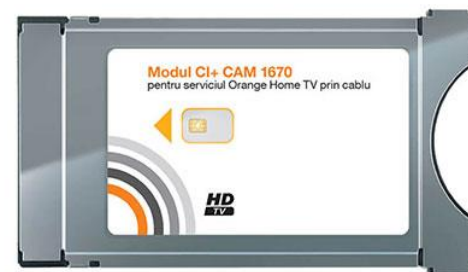 Modul CI+ CAM 1670
pentru serviciul Orange Home TV prin cablu
HD
TV